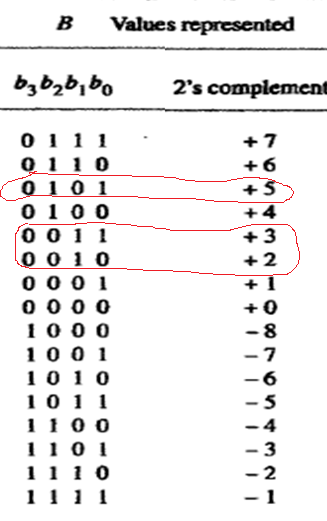 B Values represented
b3b2b1b0 2's complement
0 1 1 1 +7
0 1 1 0 +6
0 1 0 1 +5
0 1 0 0 +4
0 0 1 1 +3
0 0 1 0 +2
0 0 0 1 +1
0 0 0 0 +0
1 0 0 0 -8
1 0 0 1 -7
1 0 1 0 -6
1 0 1 1 -5
1 1 0 0 -4
1 1 0 1 -3
1 1 1 0 -2
1 1 1 1 -1